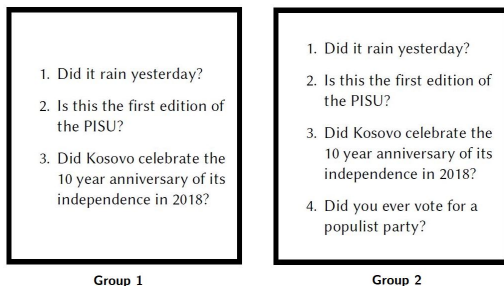 1. Did it rain yesterday?
2. Is this the first edition of
the PISU?
3. Did Kosovo celebrate the
10 year anniversary of its
independence in 2018?
Group 1
1. Did it rain yesterday?
2. Is this the first edition of
the PISU?
3. Did Kosovo celebrate the
10 year anniversary of its
independence in 2018?
4. Did you ever vote for a
populist party?
Group 2